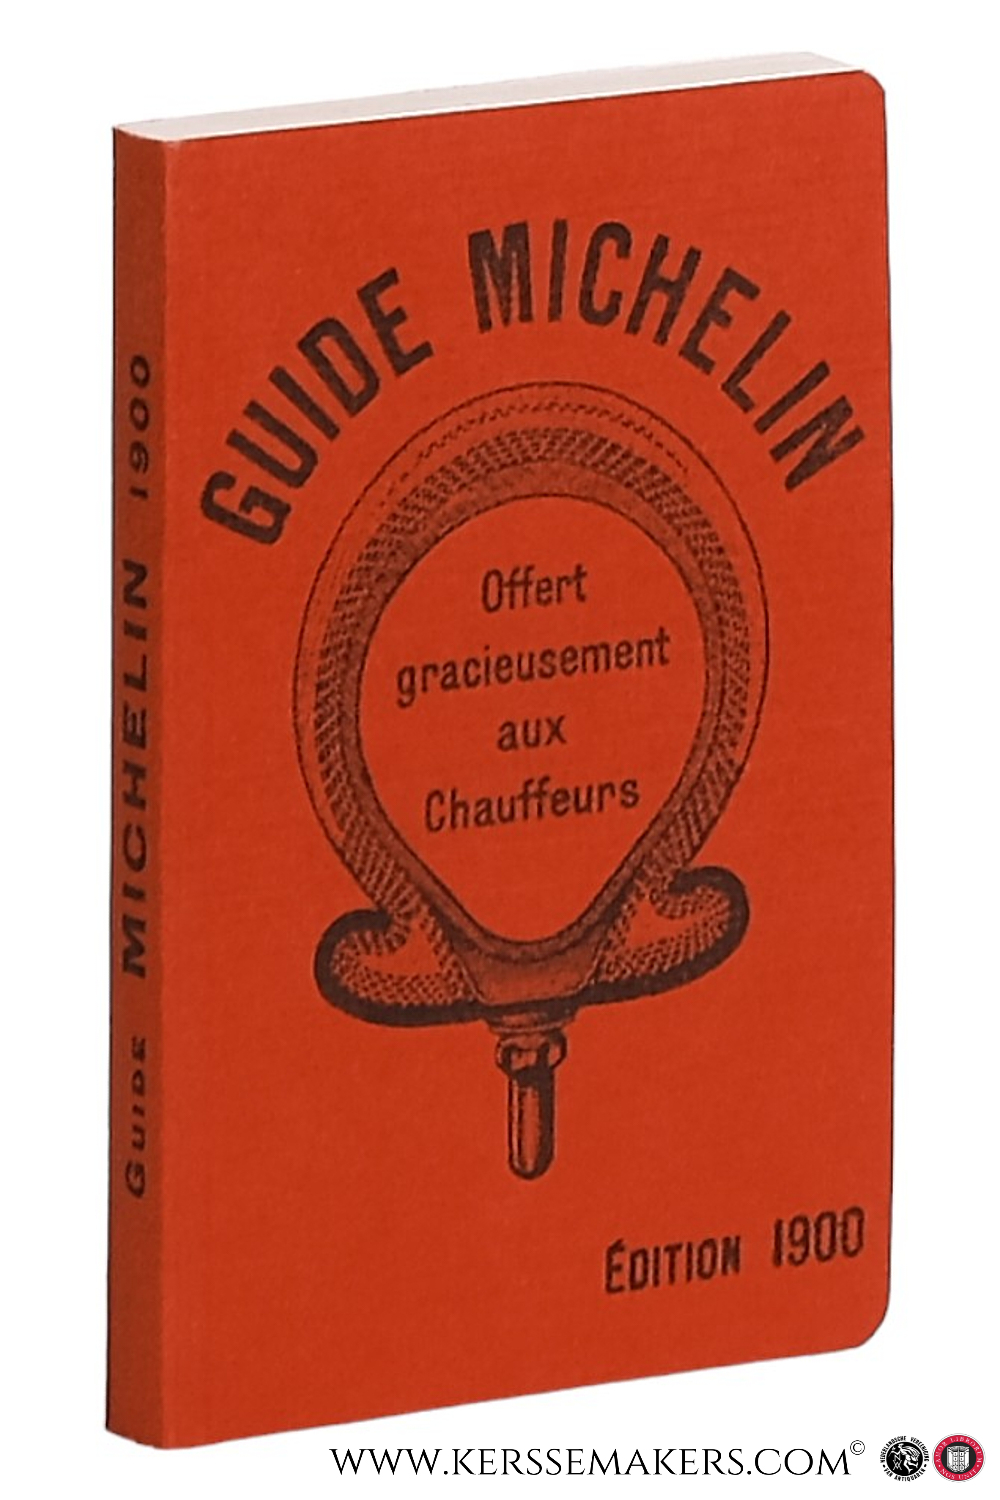 GUIDE MICHELIN
Offert
gracieusement
aux
Chauffeurs
ÉDITION 1900
GUIDE MICHELIN 1900
WWW.KERSSEMAKERS.COM©